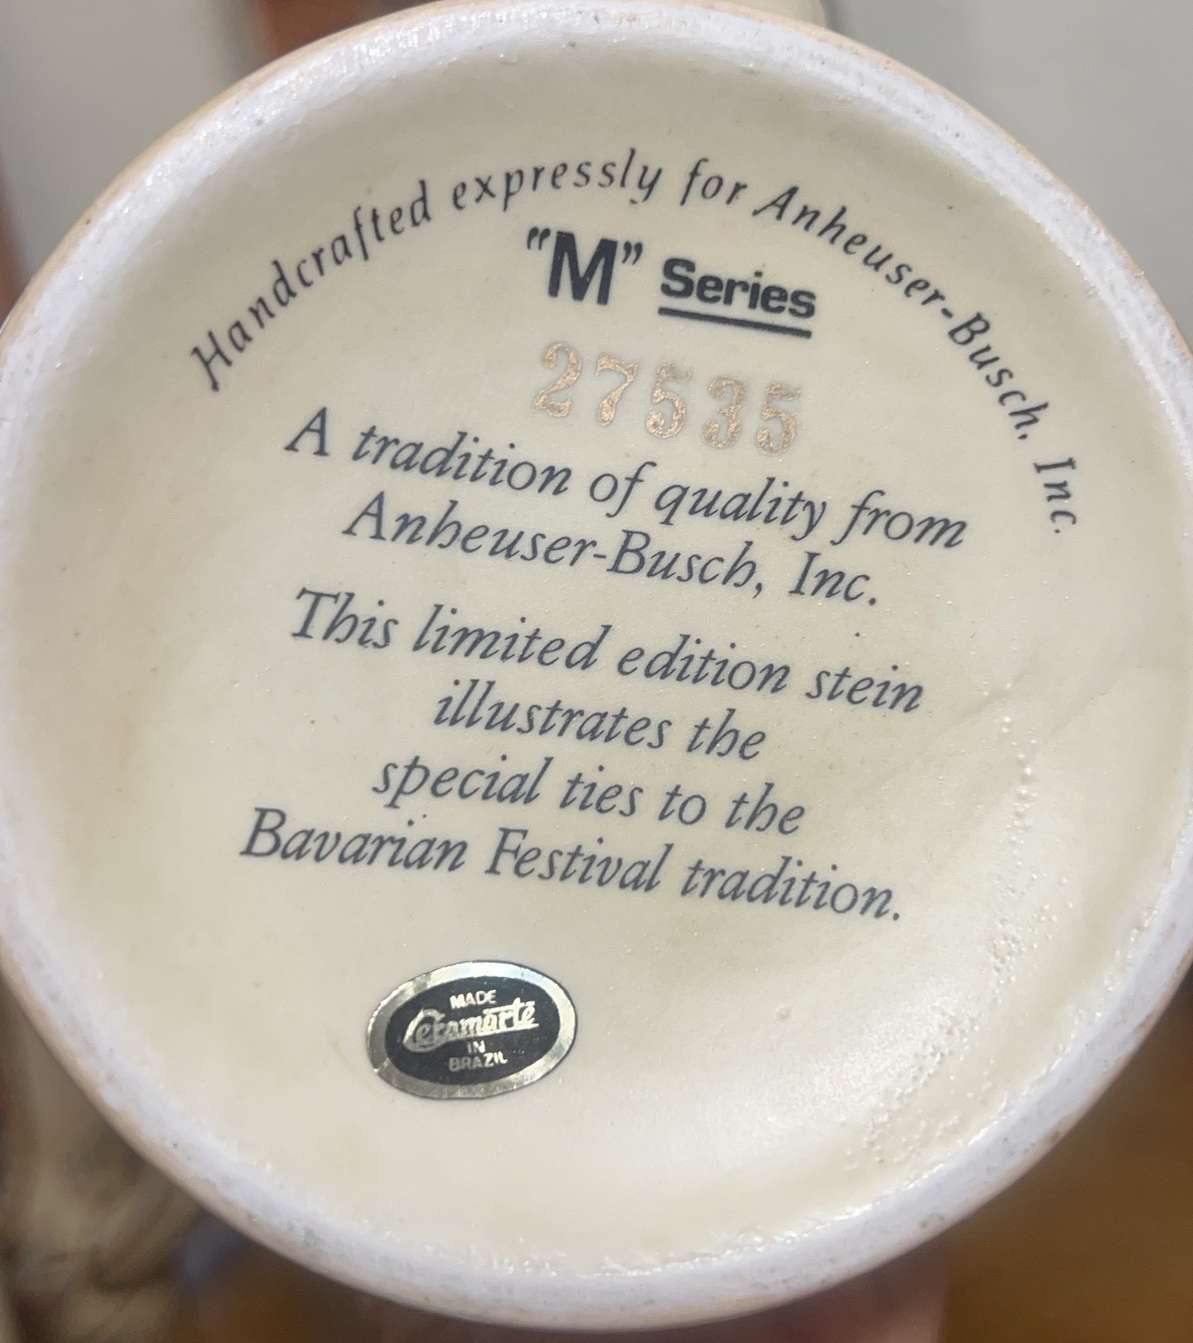 Handcrafted expressly for Anheuser-Busch, Inc.
"M" Series
27535
A tradition of quality from
Anheuser-Busch, Inc.
This limited edition stein
illustrates the
special ties to the
Bavarian Festival tradition.
MADE
Ceramarte
IN
BRAZIL